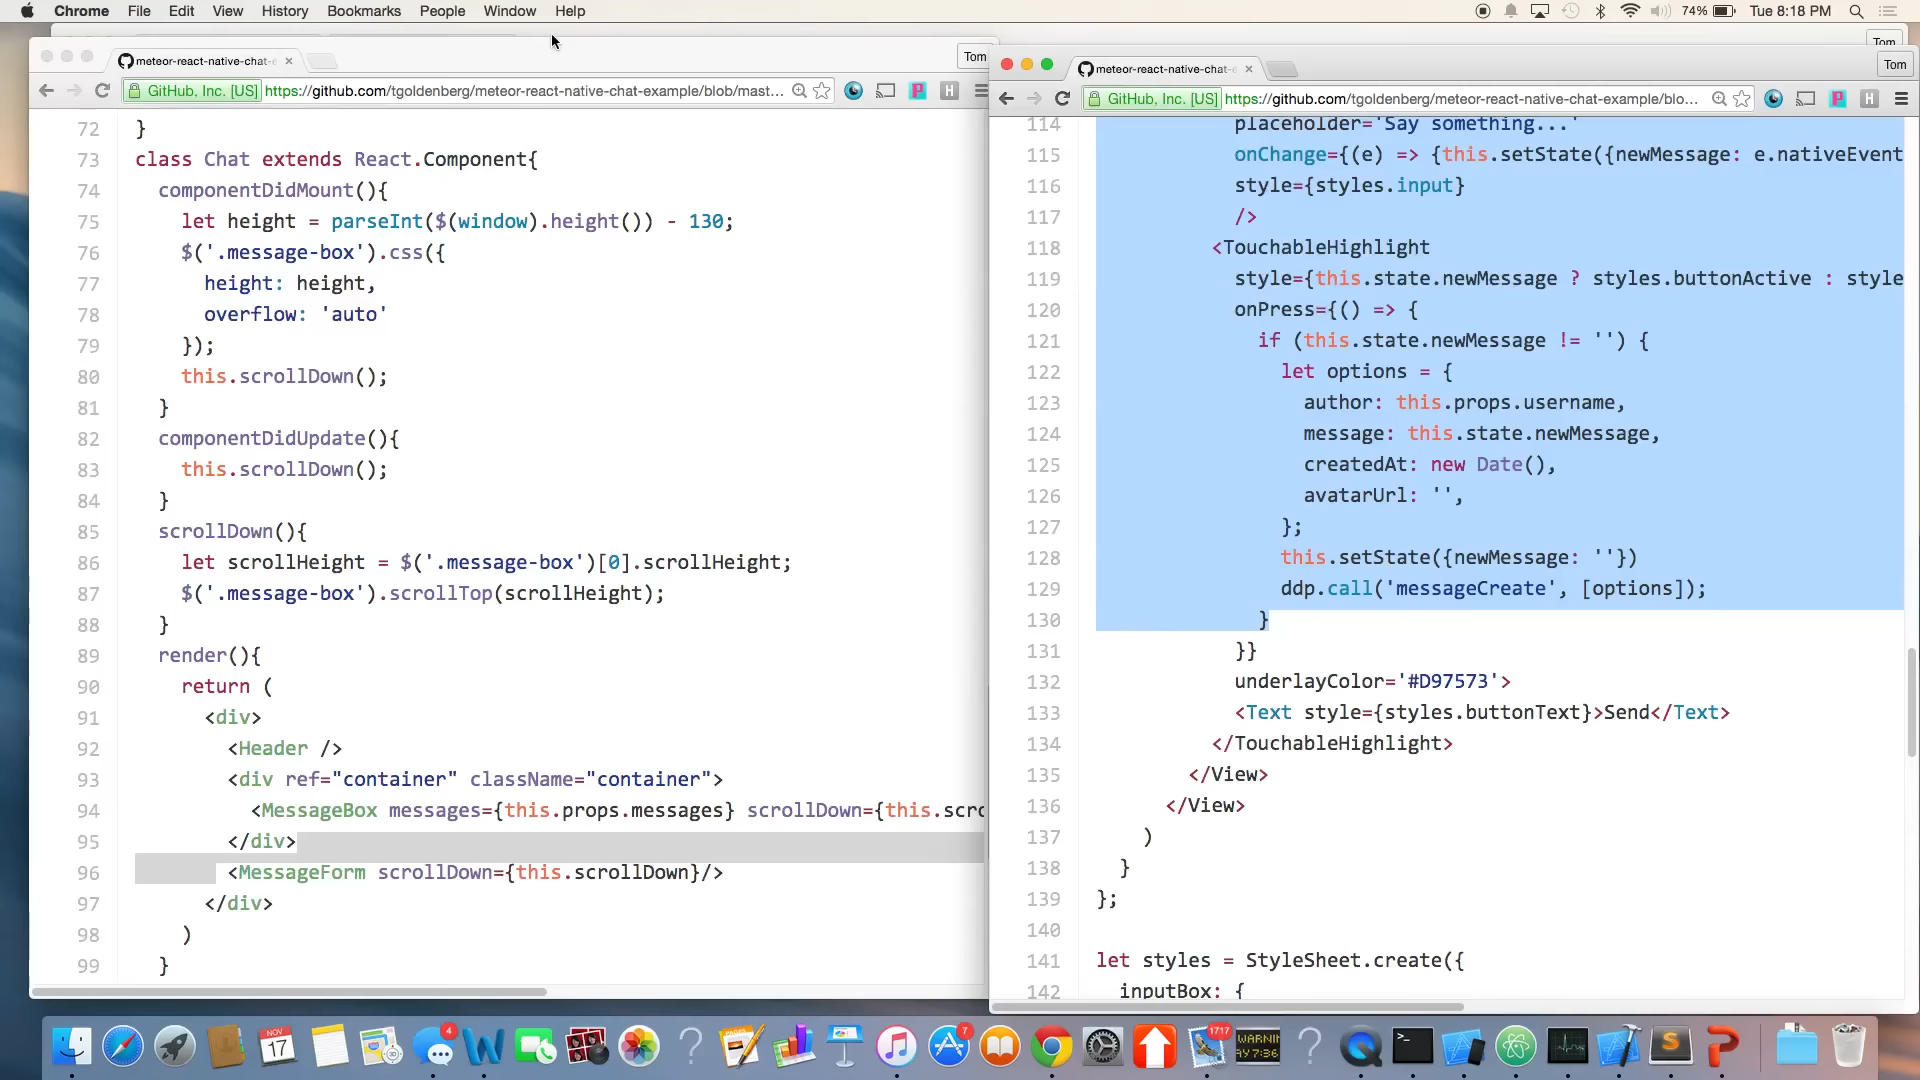 Chrome File Edit View History Bookmarks People Window Help
74% Tue 8:18 PM
Tom
meteor-react-native-chat-e
Tom
GitHub, Inc. [US] https://github.com/tgoldenberg/meteor-react-native-chat-example/blob/mast...
72 }
73 class Chat extends React.Component{
74 componentDidMount(){
75 let height = parseInt($(window).height()) - 130;
76 $('.message-box').css({
77 height: height,
78 overflow: 'auto'
79 });
80 this.scrollDown();
81 }
82 componentDidUpdate(){
83 this.scrollDown();
84 }
85 scrollDown(){
86 let scrollHeight = $('.message-box')[0].scrollHeight;
87 $('.message-box').scrollTop(scrollHeight);
88 }
89 render(){
90 return (
91 <div>
92 <Header />
93 <div ref="container" className="container">
94 <MessageBox messages={this.props.messages} scrollDown={this.scro
95 </div>
96 <MessageForm scrollDown={this.scrollDown}/>
97 </div>
98 )
99 }
meteor-react-native-chat-e
Tom
GitHub, Inc. [US] https://github.com/tgoldenberg/meteor-react-native-chat-example/blo...
114 placeholder='Say something...'
115 onChange={(e) => {this.setState({newMessage: e.nativeEvent
116 style={styles.input}
117 />
118 <TouchableHighlight
119 style={this.state.newMessage ? styles.buttonActive : style
120 onPress={() => {
121 if (this.state.newMessage != '') {
122 let options = {
123 author: this.props.username,
124 message: this.state.newMessage,
125 createdAt: new Date(),
126 avatarUrl: '',
127 };
128 this.setState({newMessage: ''})
129 ddp.call('messageCreate', [options]);
130 }
131 }}
132 underlayColor='#D97573'>
133 <Text style={styles.buttonText}>Send</Text>
134 </TouchableHighlight>
135 </View>
136 </View>
137 )
138 }
139 };
140
141 let styles = StyleSheet.create({
142 inputBox: {
NOV
17
4
7
1717